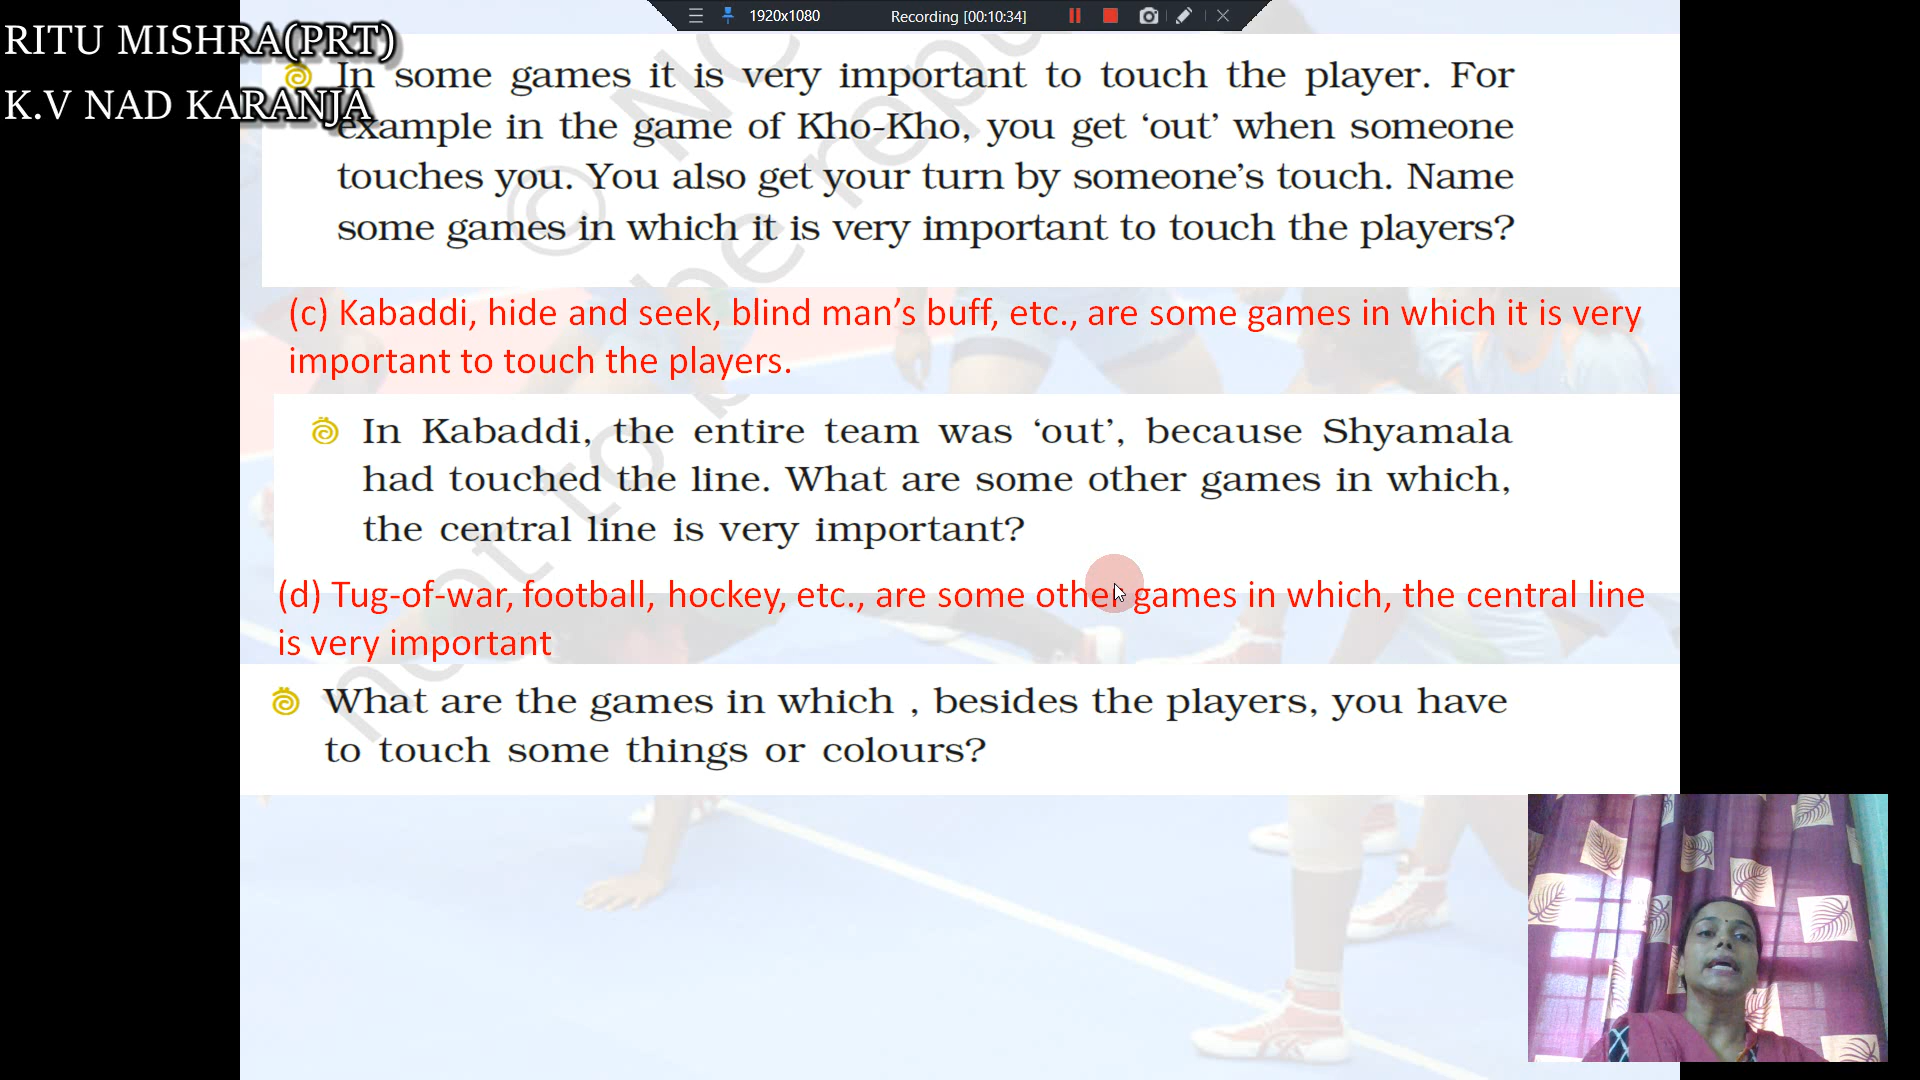 1920x1080 Recording [00:10:34]
RITU MISHRA(PRT)
K.V NAD KARANJA
In some games it is very important to touch the player. For
example in the game of Kho-Kho, you get ‘out’ when someone
touches you. You also get your turn by someone’s touch. Name
some games in which it is very important to touch the players?
(c) Kabaddi, hide and seek, blind man’s buff, etc., are some games in which it is very
important to touch the players.
In Kabaddi, the entire team was ‘out’, because Shyamala
had touched the line. What are some other games in which,
the central line is very important?
(d) Tug-of-war, football, hockey, etc., are some other games in which, the central line
is very important
What are the games in which , besides the players, you have
to touch some things or colours?
© NC
not to be repu